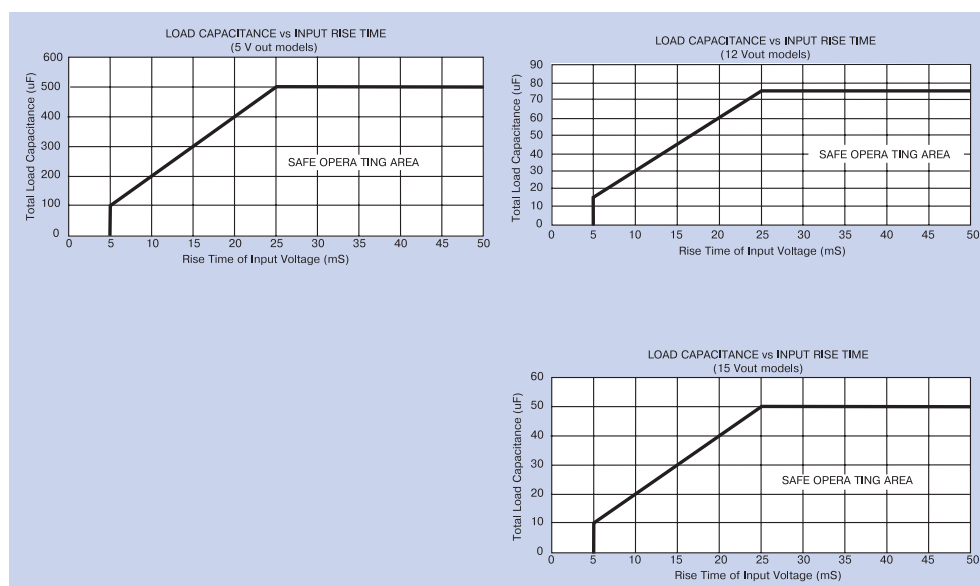 LOAD CAPACITANCE vs INPUT RISE TIME
(5 V out models)
Total Load Capacitance (uF)
600
500
400
300
200
100
0
SAFE OPERA TING AREA
0 5 10 15 20 25 30 35 40 45 50
Rise Time of Input Voltage (mS)
LOAD CAPACITANCE vs INPUT RISE TIME
(12 Vout models)
Total Load Capacitance (uF)
90
80
70
60
50
40
30
20
10
0
SAFE OPERA TING AREA
0 5 10 15 20 25 30 35 40 45 50
Rise Time of Input Voltage (mS)
LOAD CAPACITANCE vs INPUT RISE TIME
(15 Vout models)
Total Load Capacitance (uF)
60
50
40
30
20
10
0
SAFE OPERA TING AREA
0 5 10 15 20 25 30 35 40 45 50
Rise Time of Input Voltage (mS)